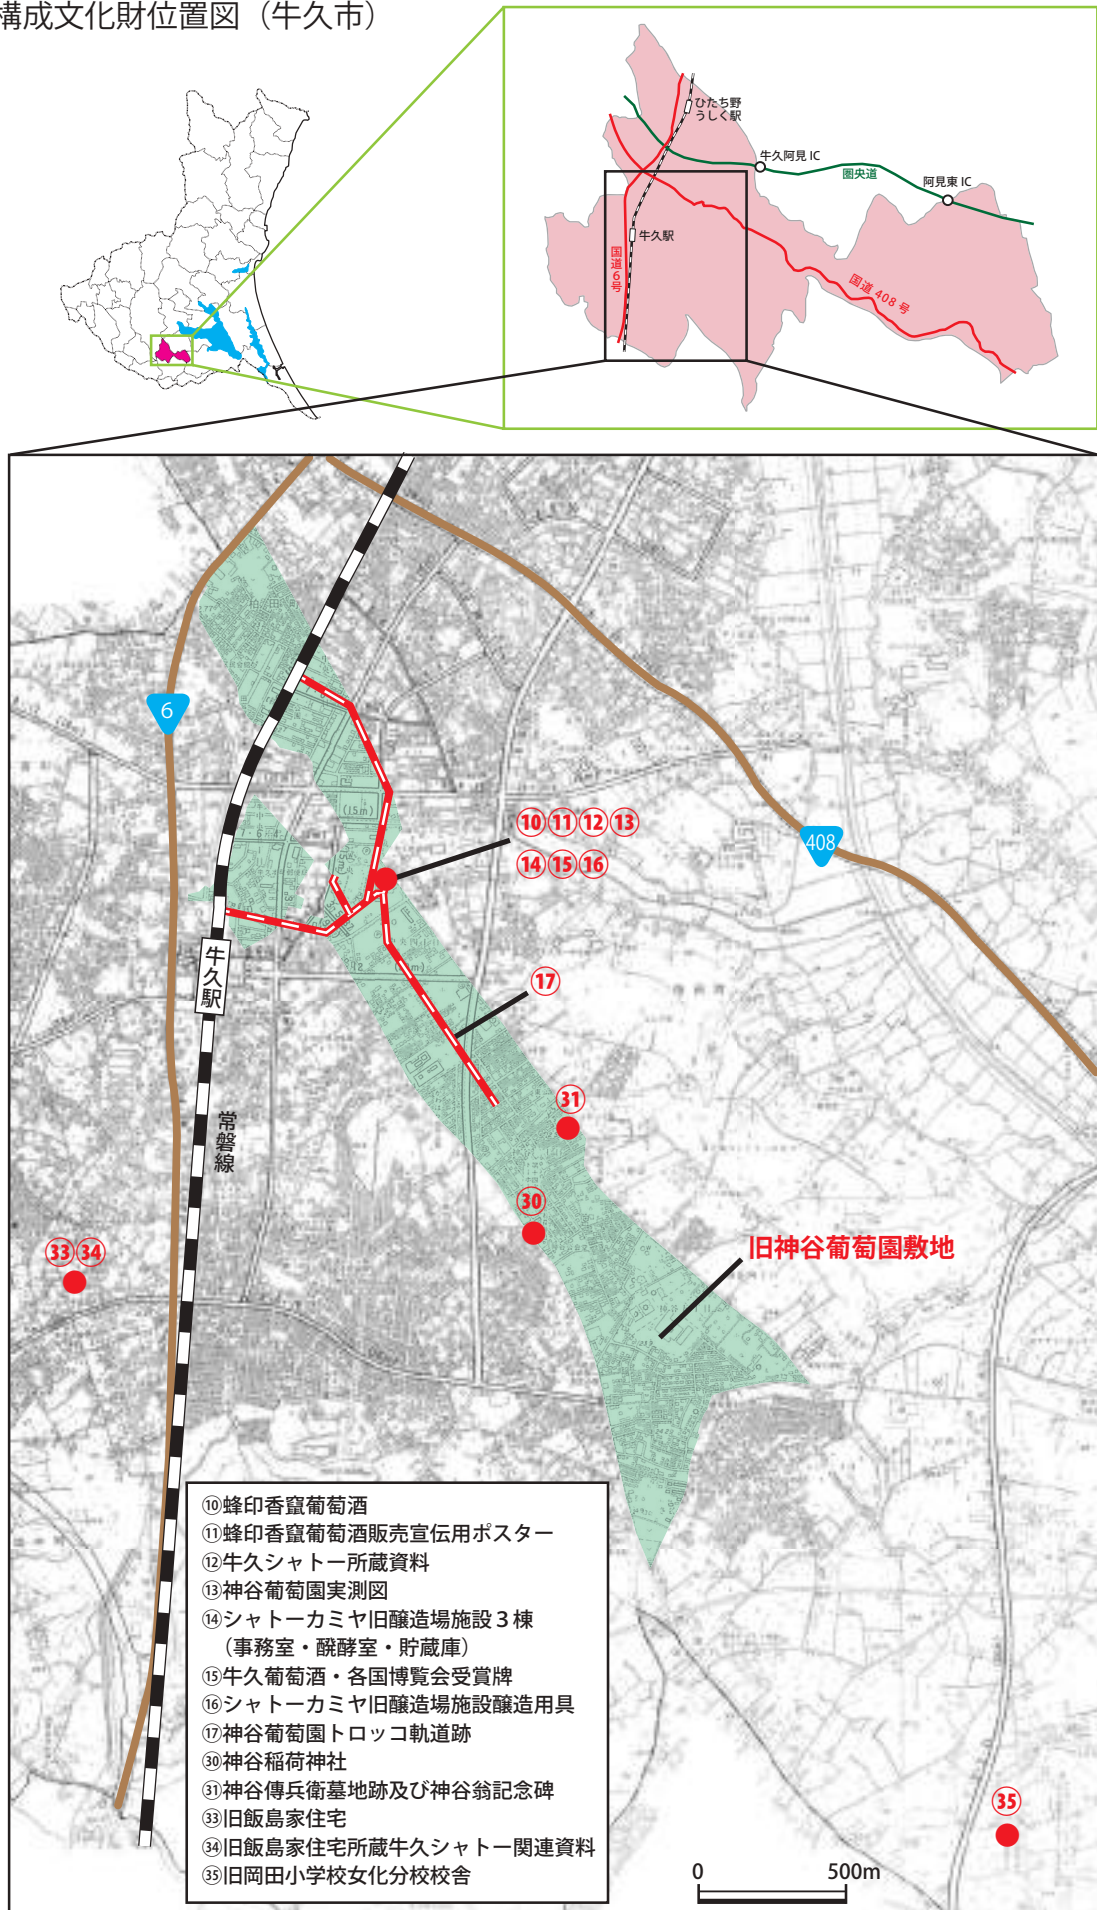 構成文化財位置図（牛久市）
ひたち野
うしく駅
牛久阿見 IC
圏央道
阿見東 IC
牛久駅
国道6号
国道 408 号
6
408
⑩⑪⑫⑬
⑭⑮⑯
牛久駅
⑰
常磐線
㉛
㉚
㉝㉞
旧神谷葡萄園敷地
⑩蜂印香竄葡萄酒
⑪蜂印香竄葡萄酒販売宣伝用ポスター
⑫牛久シャトー所蔵資料
⑬神谷葡萄園実測図
⑭シャトーカミヤ旧醸造場施設３棟
（事務室・醗酵室・貯蔵庫）
⑮牛久葡萄酒・各国博覧会受賞牌
⑯シャトーカミヤ旧醸造場施設醸造用具
⑰神谷葡萄園トロッコ軌道跡
㉚神谷稲荷神社
㉛神谷傳兵衛墓地跡及び神谷翁記念碑
㉝旧飯島家住宅
㉞旧飯島家住宅所蔵牛久シャトー関連資料
㉟旧岡田小学校女化分校校舎
㉟
0 500m